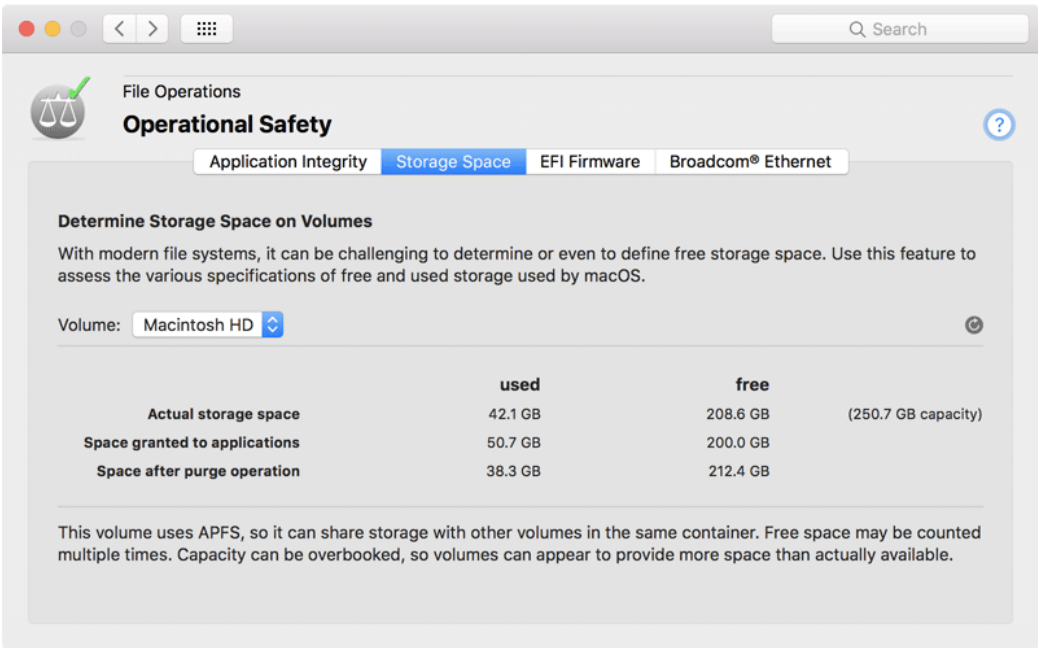 Search
File Operations
Operational Safety
?
Application Integrity Storage Space EFI Firmware Broadcom® Ethernet
Determine Storage Space on Volumes
With modern file systems, it can be challenging to determine or even to define free storage space. Use this feature to
assess the various specifications of free and used storage used by macOS.
Volume: Macintosh HD
used free
Actual storage space 42.1 GB 208.6 GB (250.7 GB capacity)
Space granted to applications 50.7 GB 200.0 GB
Space after purge operation 38.3 GB 212.4 GB
This volume uses APFS, so it can share storage with other volumes in the same container. Free space may be counted
multiple times. Capacity can be overbooked, so volumes can appear to provide more space than actually available.